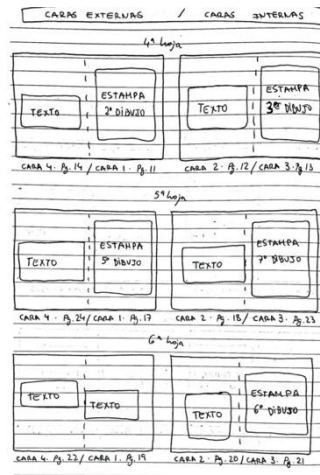 CARAS EXTERNAS / CARAS INTERNAS
4ª hoja
TEXTO
ESTAMPA
2º DIBUJO
TEXTO
ESTAMPA
3er DIBUJO
CARA 4. Pg. 14 / CARA 1. Pg. 11
CARA 2. Pg. 12 / CARA 3. Pg. 13
5ª hoja
TEXTO
ESTAMPA
5º DIBUJO
TEXTO
ESTAMPA
7º DIBUJO
CARA 4. Pg. 24 / CARA 1. Pg. 17
CARA 2. Pg. 18 / CARA 3. Pg. 23
6ª hoja
TEXTO
TEXTO
TEXTO
ESTAMPA
6º DIBUJO
CARA 4. Pg. 22 / CARA 1. Pg. 19
CARA 2. Pg. 20 / CARA 3. Pg. 21